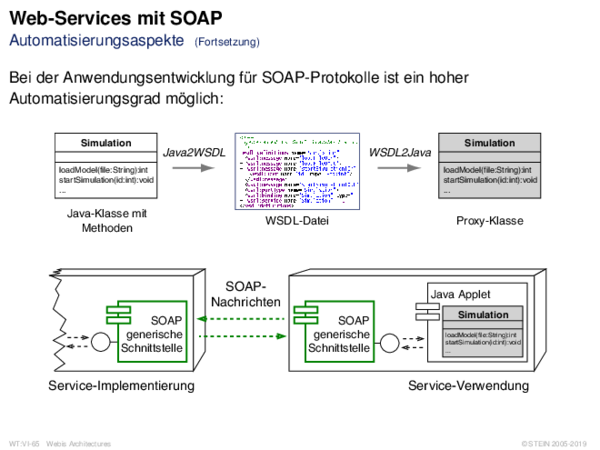 Web-Services mit SOAP
Automatisierungsaspekte (Fortsetzung)
Bei der Anwendungsentwicklung für SOAP-Protokolle ist ein hoher
Automatisierungsgrad möglich:
Simulation
loadModel(file:String):int
startSimulation(id:int):void
...
Java-Klasse mit
Methoden
Java2WSDL
WSDL-Datei
WSDL2Java
Simulation
loadModel(file:String):int
startSimulation(id:int):void
...
Proxy-Klasse
SOAP
generische
Schnittstelle
Service-Implementierung
SOAP-
Nachrichten
SOAP
generische
Schnittstelle
Java Applet
Simulation
loadModel(file:String):int
startSimulation(id:int):void
...
Service-Verwendung
WT:VI-65 Webis Architectures
© STEIN 2005-2019